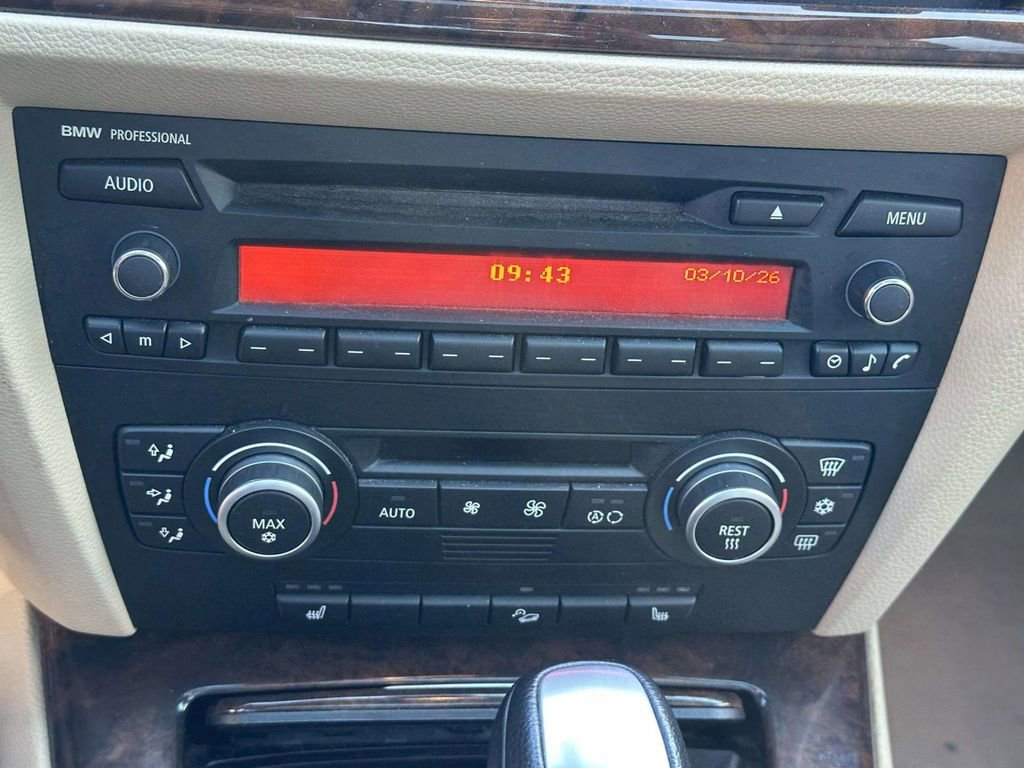 BMW PROFESSIONAL
AUDIO
MENU
09:43 03/10/26
m
AUTO
A
MAX
REST